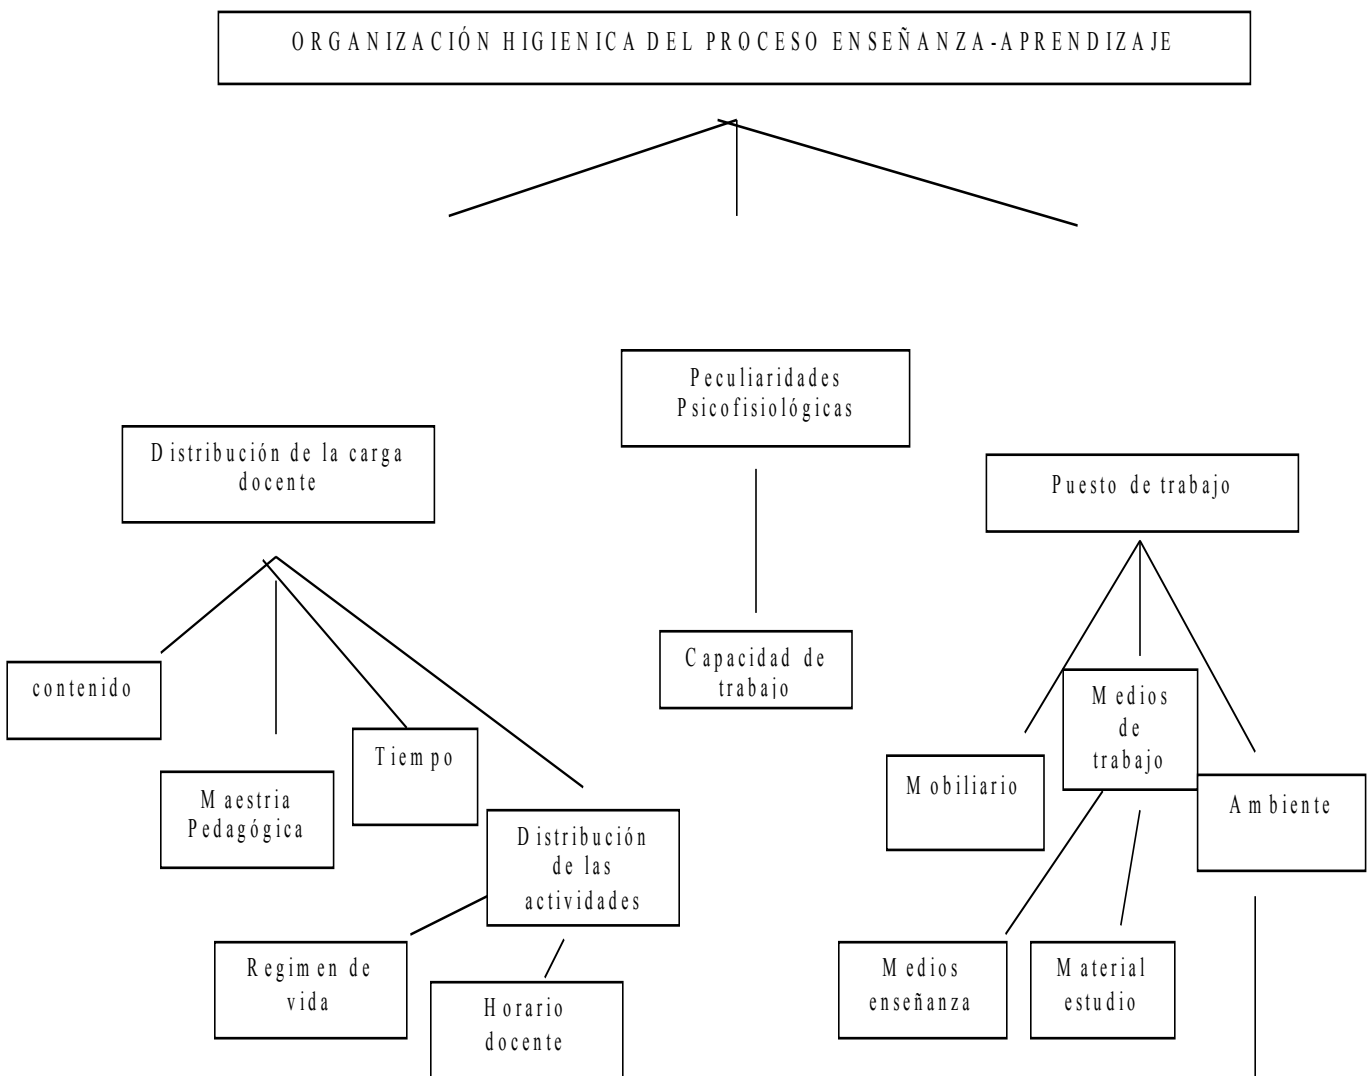 ORGANIZACIÓN HIGIENICA DEL PROCESO ENSEÑANZA-APRENDIZAJE
Peculiaridades
Psicofisiológicas
Distribución de la carga
docente
Puesto de trabajo
Capacidad de
trabajo
contenido
Medios
de
trabajo
Tiempo
Mobiliario
Maestria
Pedagógica
Ambiente
Distribución
de las
actividades
Regimen de
vida
Medios
enseñanza
Material
estudio
Horario
docente